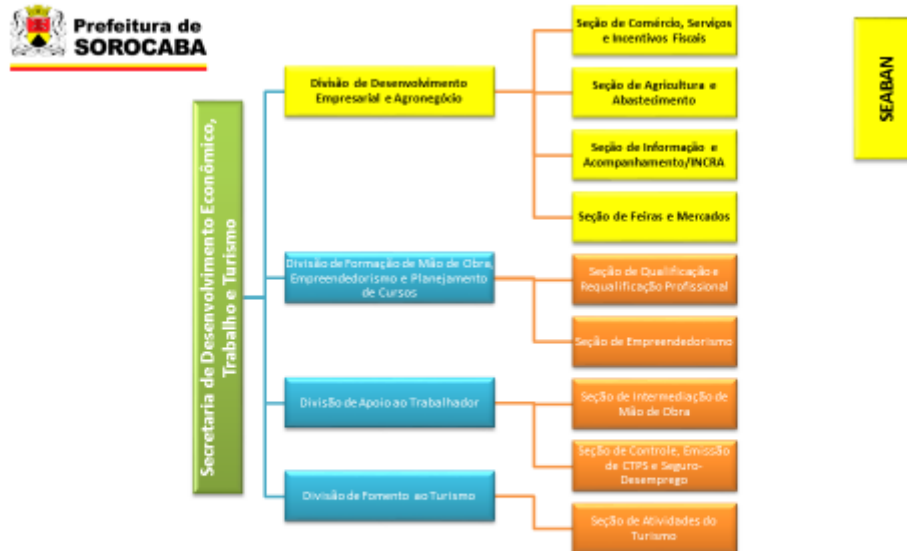 Prefeitura de
SOROCABA
Secretaria de Desenvolvimento Econômico,
Trabalho e Turismo
Divisão de Desenvolvimento
Empresarial e Agronegócio
Seção de Comércio, Serviços
e Incentivos Fiscais
Seção de Agricultura e
Abastecimento
Seção de Informação e
Acompanhamento/INCRA
Seção de Feiras e Mercados
Divisão de Formação de Mão de Obra,
Empreendedorismo e Planejamento
de Cursos
Seção de Qualificação e
Requalificação Profissional
Seção de Empreendedorismo
Divisão de Apoio ao Trabalhador
Seção de Intermediação de
Mão de Obra
Seção de Controle, Emissão
de CTPS e Seguro-
Desemprego
Divisão de Fomento ao Turismo
Seção de Atividades do
Turismo
SEABAN